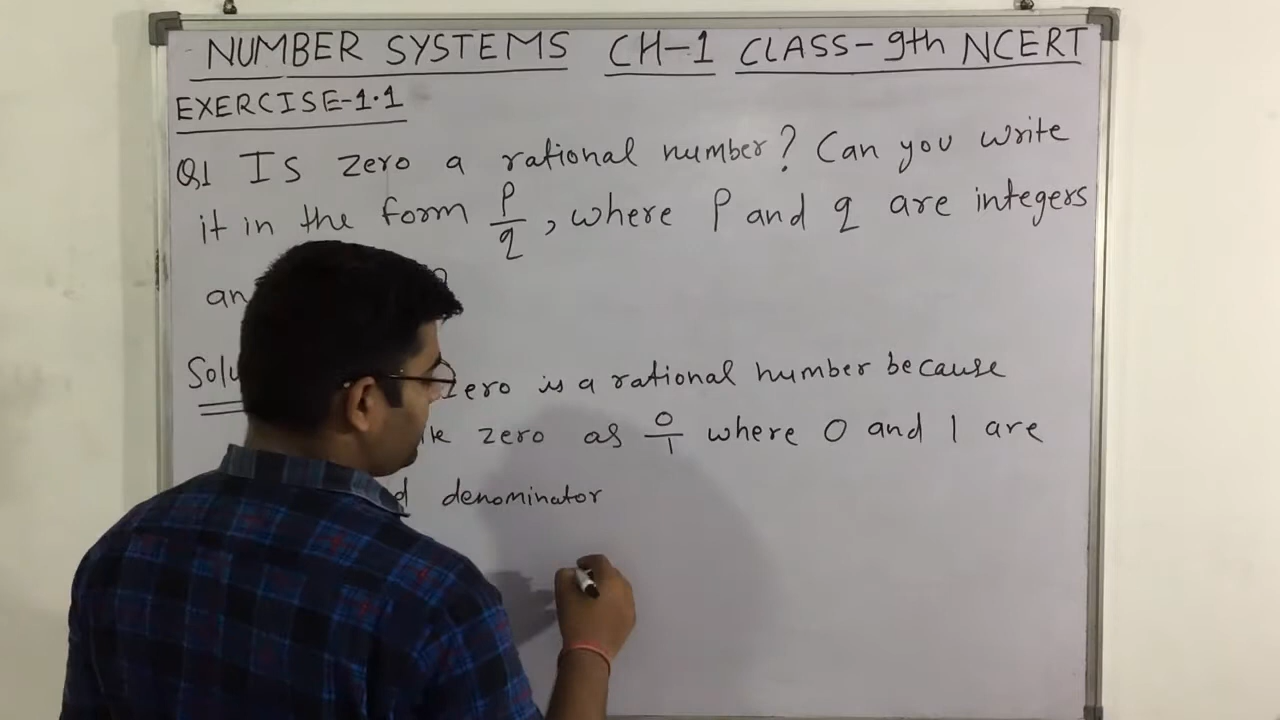 NUMBER SYSTEMS CH-1 CLASS-9th NCERT
EXERCISE-1.1
Q1 Is zero a rational number? Can you write
it in the form p/q, where p and q are integers
zero is a rational number because
zero as 0/1 where 0 and 1 are
denominator